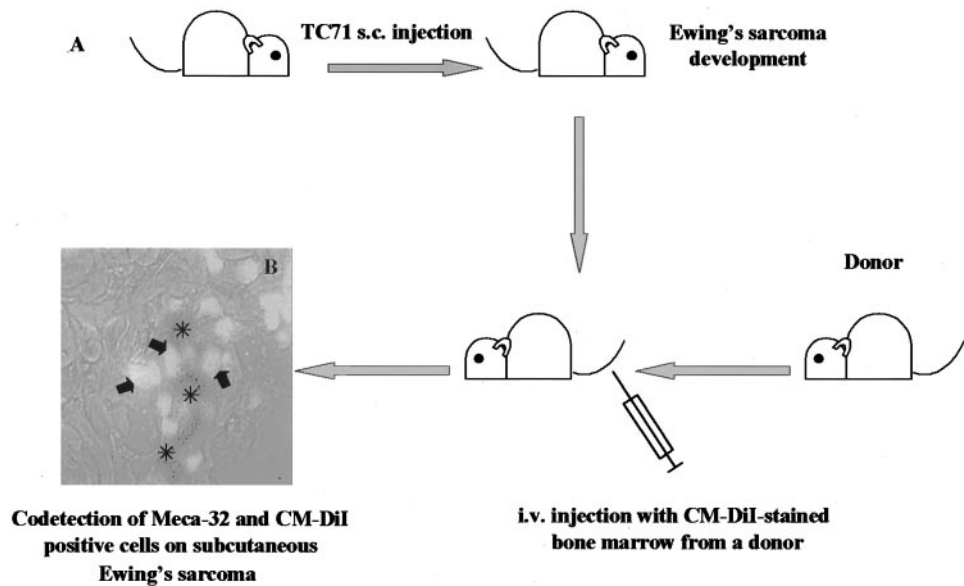 A
TC71 s.c. injection
Ewing's sarcoma
development
B
Donor
Codetection of Meca-32 and CM-DiI
positive cells on subcutaneous
Ewing's sarcoma
i.v. injection with CM-DiI-stained
bone marrow from a donor